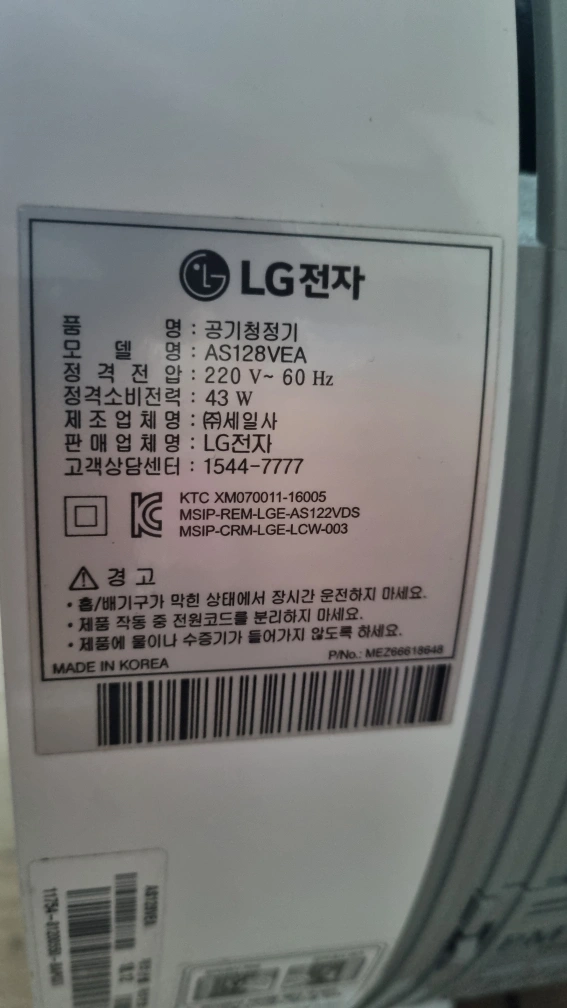 LG전자
품 명 : 공기청정기
모 델 명 : AS128VEA
정 격 전 압 : 220 V~ 60 Hz
정격소비전력 : 43 W
제 조 업 체 명 : ㈜세일사
판 매 업 체 명 : LG전자
고객상담센터 : 1544-7777
KTC XM070011-16005
MSIP-REM-LGE-AS122VDS
MSIP-CRM-LGE-LCW-003
경 고
• 흡/배기구가 막힌 상태에서 장시간 운전하지 마세요.
• 제품 작동 중 전원코드를 분리하지 마세요.
• 제품에 물이나 수증기가 들어가지 않도록 하세요.
MADE IN KOREA
P/No.: MEZ66618648
AS128VEA